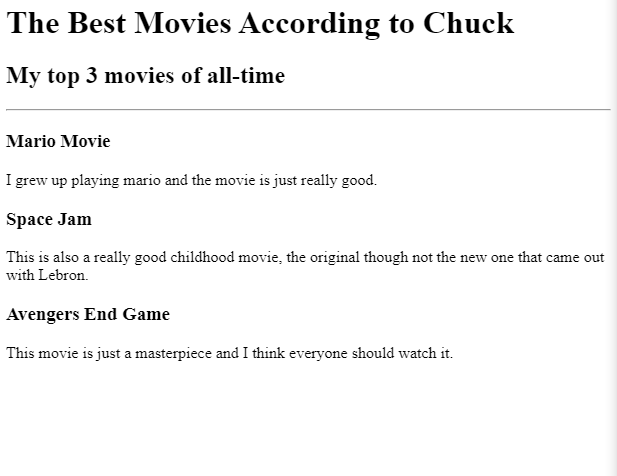 The Best Movies According to Chuck
My top 3 movies of all-time
Mario Movie
I grew up playing mario and the movie is just really good.
Space Jam
This is also a really good childhood movie, the original though not the new one that came out
with Lebron.
Avengers End Game
This movie is just a masterpiece and I think everyone should watch it.